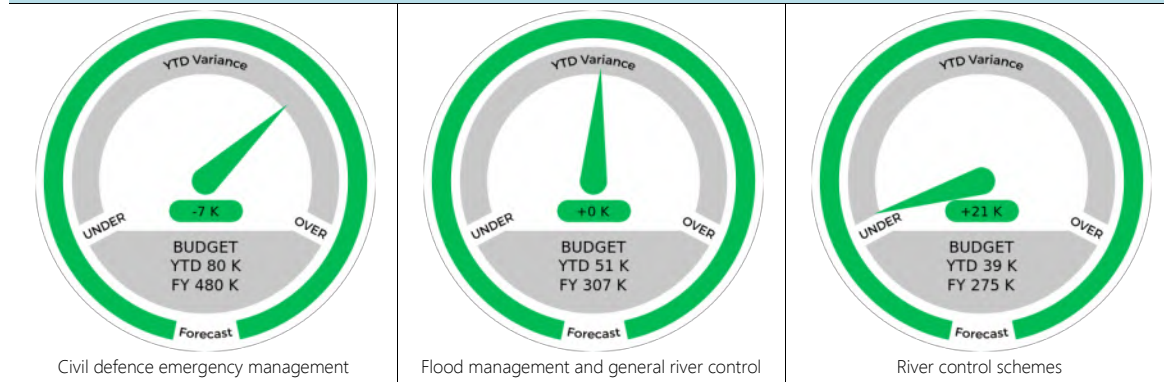 YTD Variance
-7 K
UNDER
OVER
BUDGET
YTD 80 K
FY 480 K
Forecast
Civil defence emergency management
YTD Variance
+0 K
UNDER
OVER
BUDGET
YTD 51 K
FY 307 K
Forecast
Flood management and general river control
YTD Variance
+21 K
UNDER
OVER
BUDGET
YTD 39 K
FY 275 K
Forecast
River control schemes